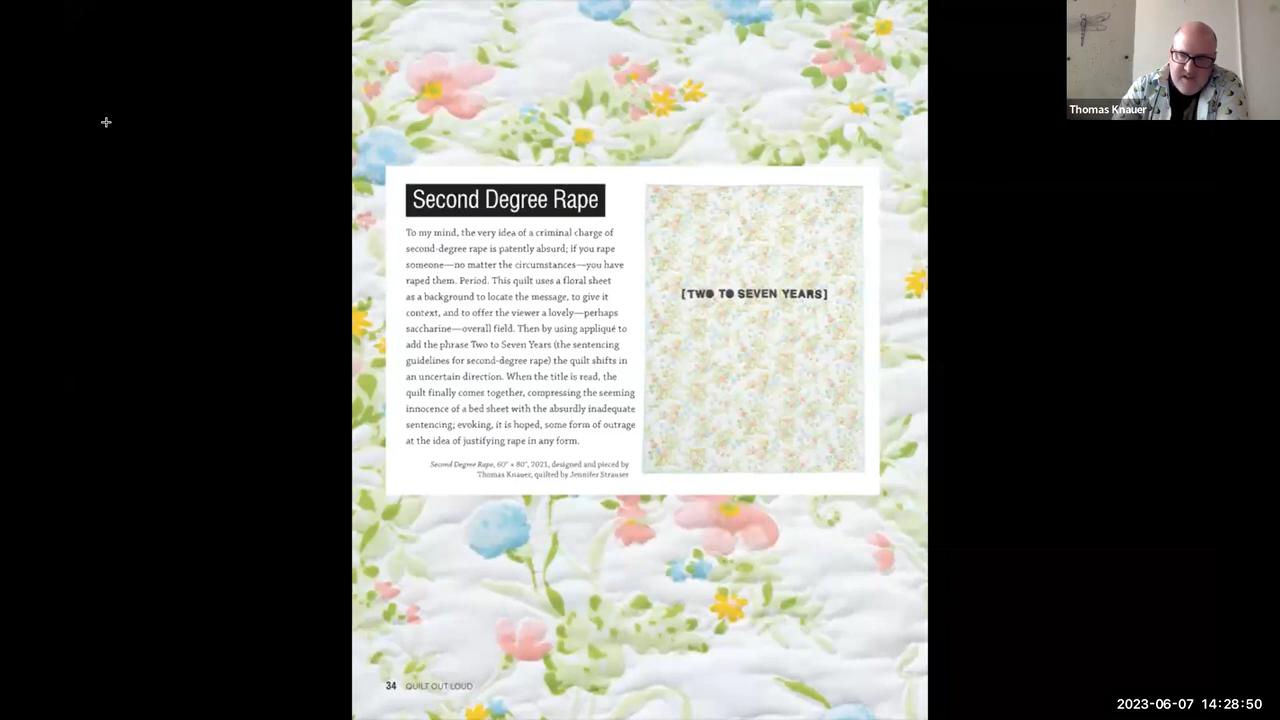 Thomas Knauer
Second Degree Rape
To my mind, the very idea of a criminal charge of
second-degree rape is patently absurd; if you rape
someone—no matter the circumstances—you have
raped them. Period. This quilt uses a floral sheet
as a background to locate the message, to give it
context, and to offer the viewer a lovely—perhaps
saccharine—overall field. Then by using appliqué to
add the phrase Two to Seven Years (the sentencing
guidelines for second-degree rape) the quilt shifts in
an uncertain direction. When the title is read, the
quilt finally comes together, compressing the seeming
innocence of a bed sheet with the absurdly inadequate
sentencing; evoking, it is hoped, some form of outrage
at the idea of justifying rape in any form.
Second Degree Rape, 60" × 80", 2021, designed and pieced by
Thomas Knauer, quilted by Jennifer Strauser
[TWO TO SEVEN YEARS]
34 QUILT OUT LOUD
2023-06-07 14:28:50